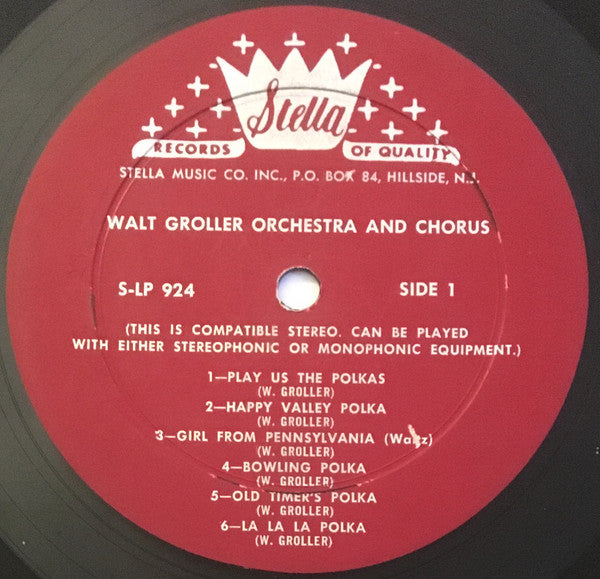 Stella
RECORDS OF QUALITY
STELLA MUSIC CO. INC., P.O. BOX 84, HILLSIDE, N.J.
WALT GROLLER ORCHESTRA AND CHORUS
S-LP 924 SIDE 1
(THIS IS COMPATIBLE STEREO. CAN BE PLAYED
WITH EITHER STEREOPHONIC OR MONOPHONIC EQUIPMENT.)
1—PLAY US THE POLKAS
(W. GROLLER)
2—HAPPY VALLEY POLKA
(W. GROLLER)
3—GIRL FROM PENNSYLVANIA (Waltz)
(W. GROLLER)
4—BOWLING POLKA
(W. GROLLER)
5—OLD TIMER'S POLKA
(W. GROLLER)
6—LA LA LA POLKA
(W. GROLLER)